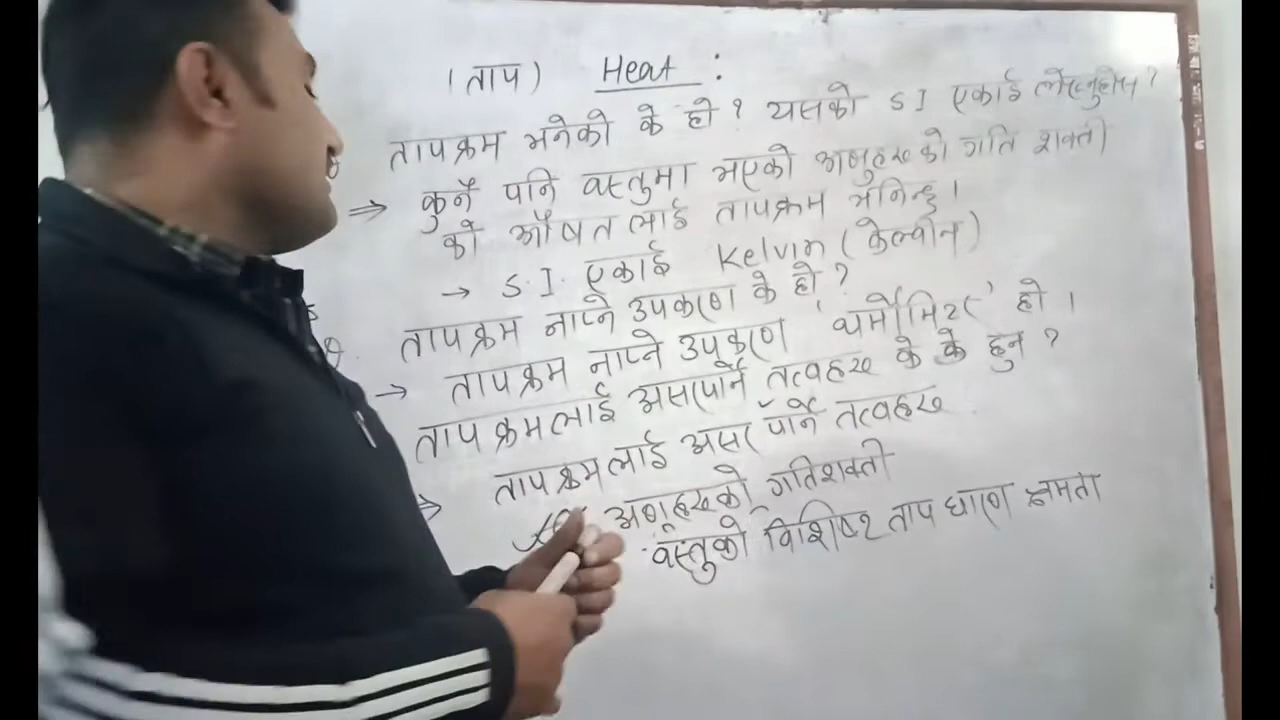 (ताप) Heat :
तापक्रम भनेको के हो ? यसको S I एकाई लेख्नुहोस ?
⇒ कुनै पनि वस्तुमा भएको अणुहरू को गति शक्ती
को औषत लाई तापक्रम भनिन्छ ।
→ S.I. एकाई Kelvin (केल्वीन)
तापक्रम नाप्ने उपकरण के हो ?
→ तापक्रम नाप्ने उपकरण 'थर्मोमिटर' हो ।
तापक्रमलाई असरपार्ने तत्वहरू के के हुन ?
⇒ तापक्रमलाई असर पार्ने तत्वहरू
अणूहरूको गतिशक्ती
वस्तुको विशिष्ट ताप धारण क्षमता